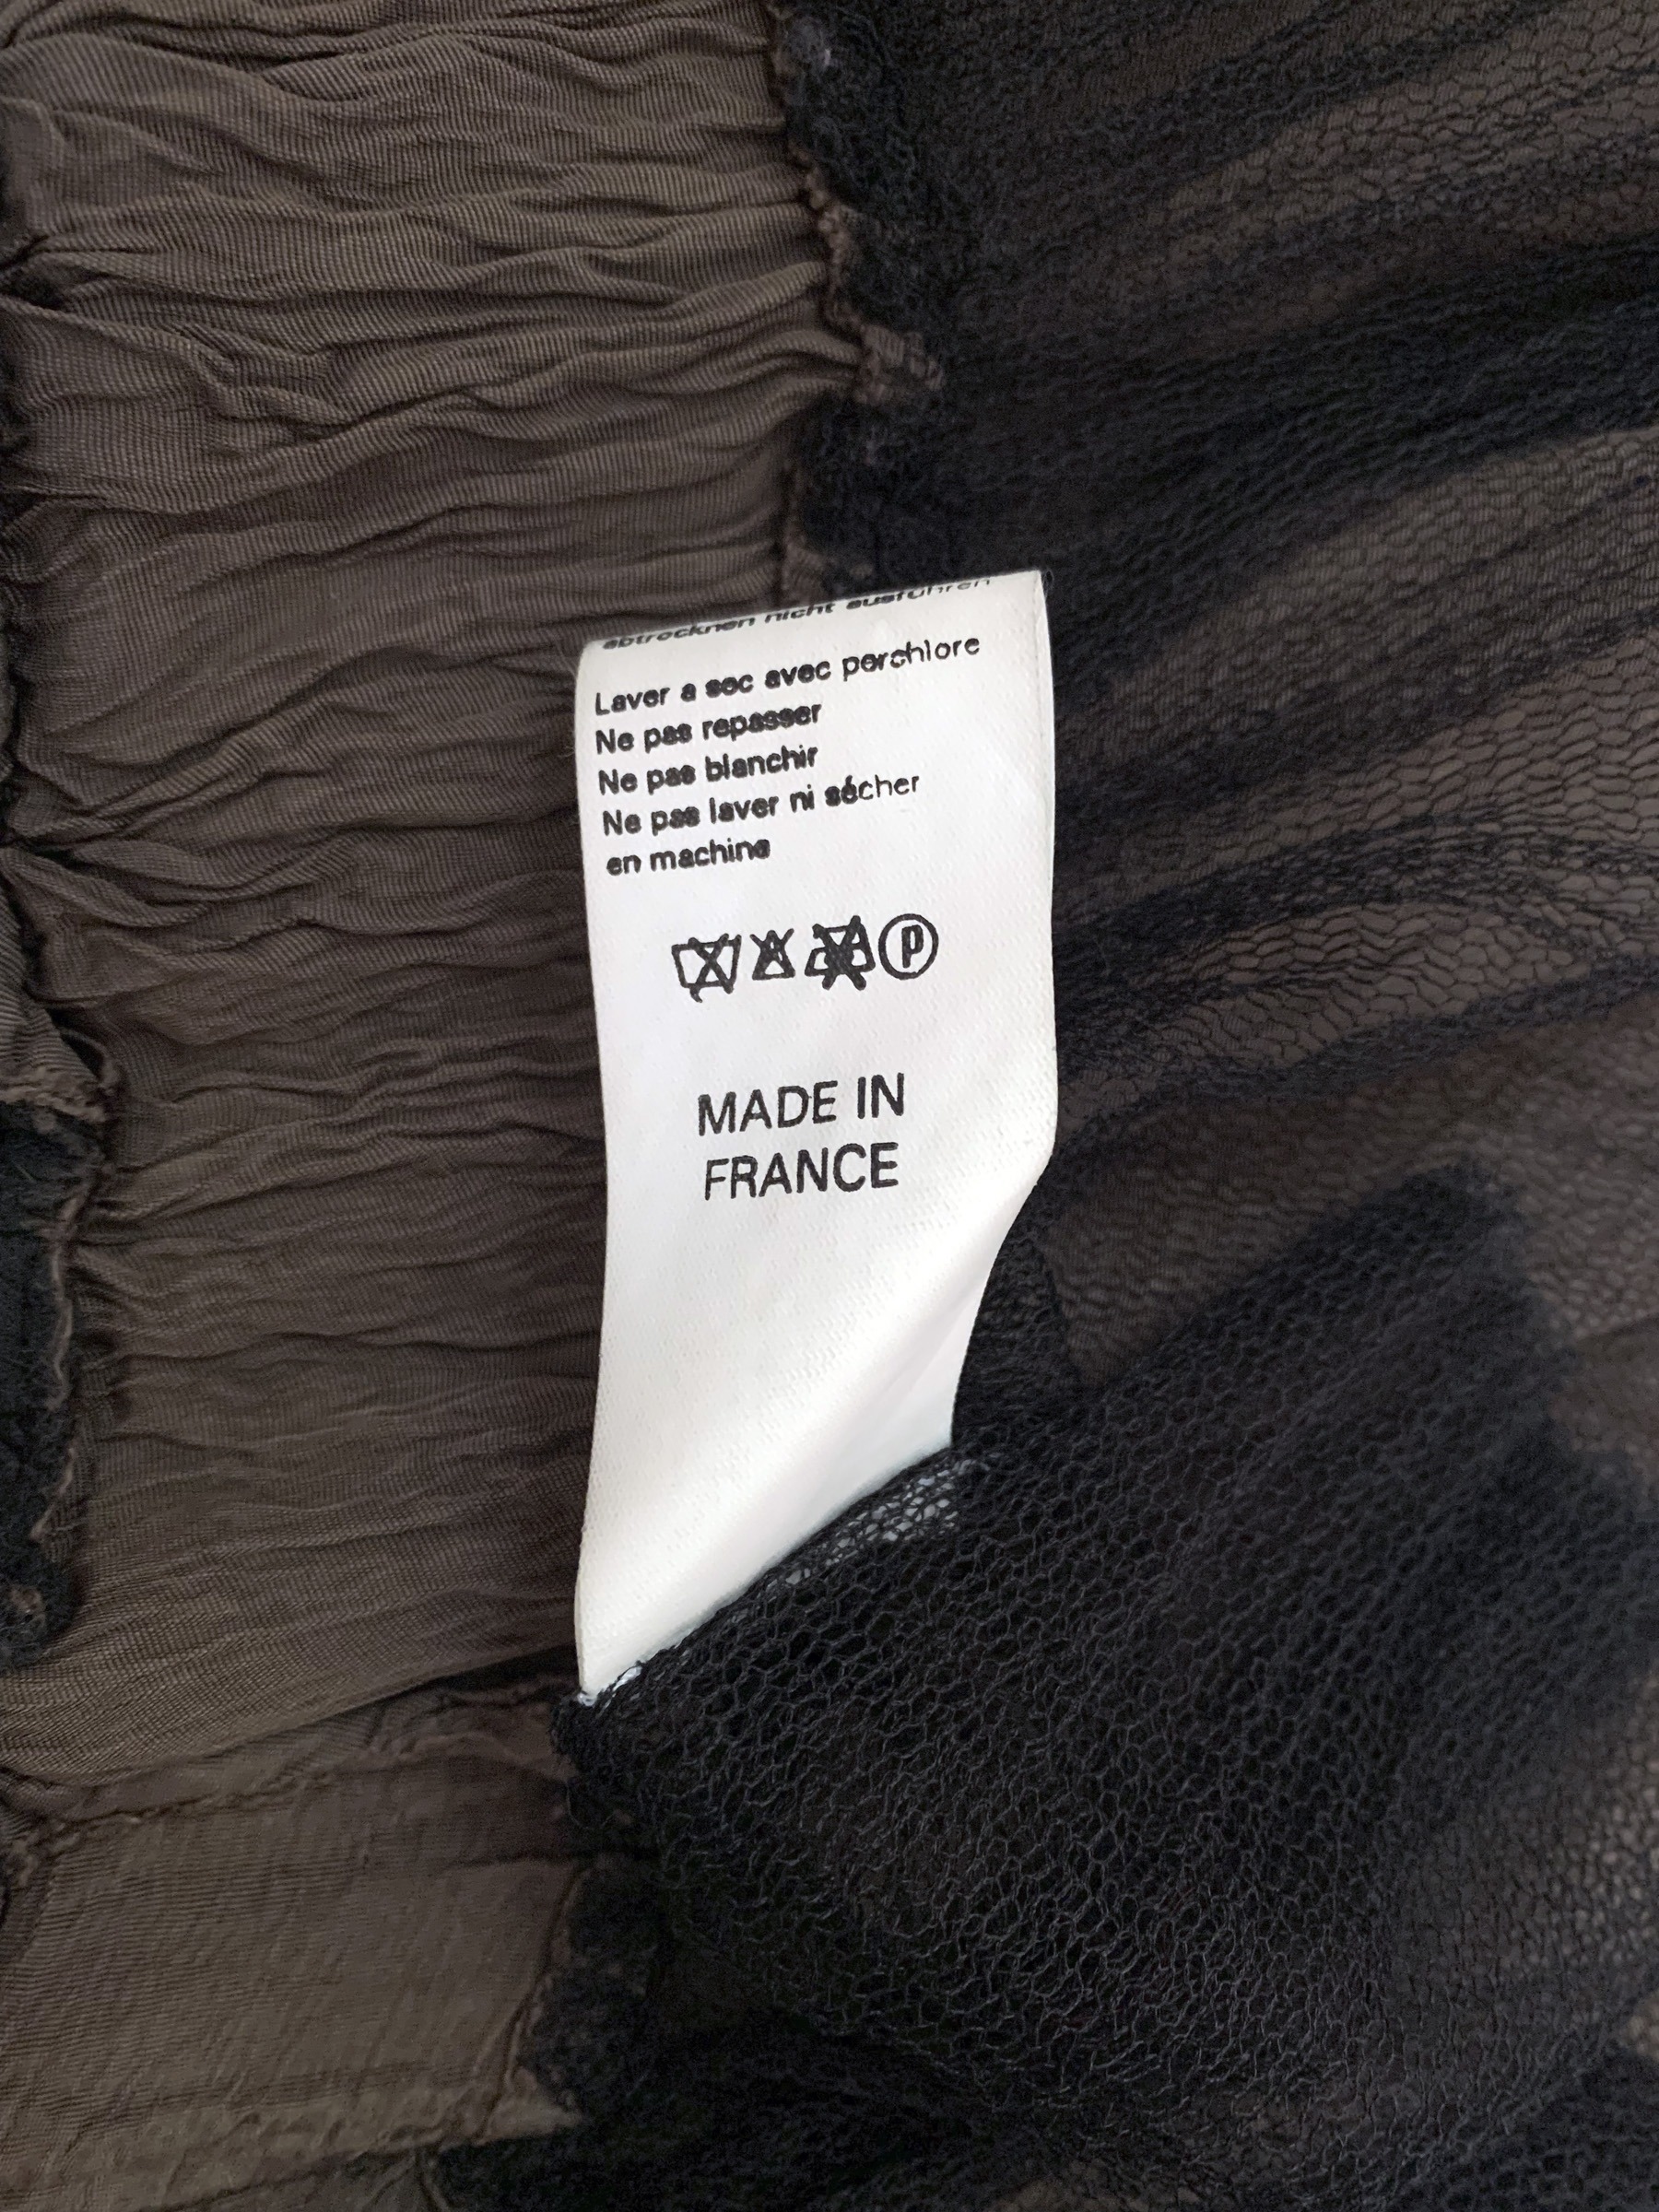 abtrocknen nicht ausführen
Laver a sec avec perchlore
Ne pas repasser
Ne pas blanchir
Ne pas laver ni sécher
en machine
P
MADE IN
FRANCE